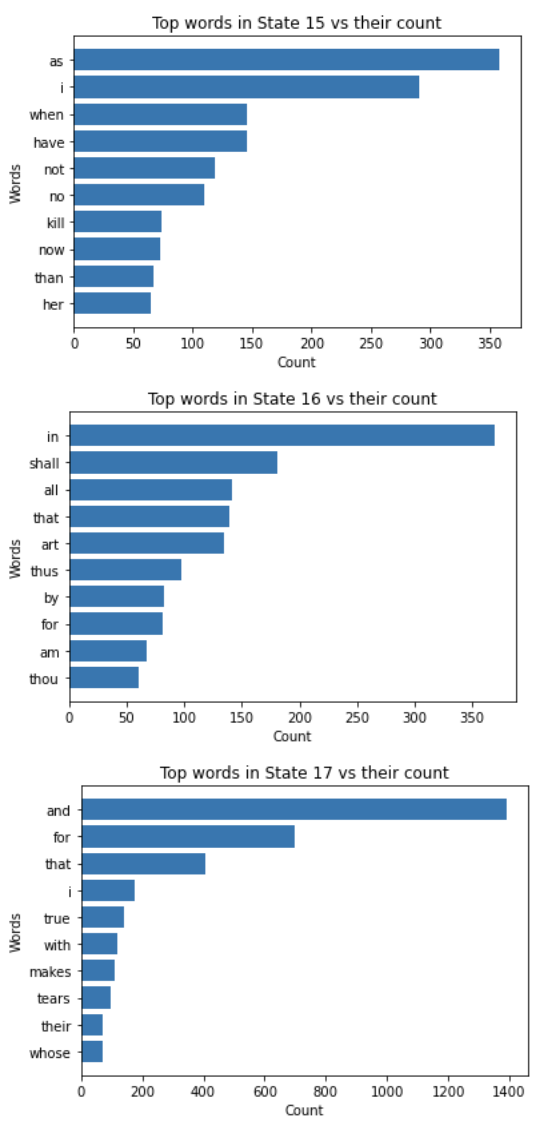 Top words in State 15 vs their count
as
i
when
have
not
no
kill
now
than
her
Words
0 50 100 150 200 250 300 350
Count
Top words in State 16 vs their count
in
shall
all
that
art
thus
by
for
am
thou
Words
0 50 100 150 200 250 300 350
Count
Top words in State 17 vs their count
and
for
that
i
true
with
makes
tears
their
whose
Words
0 200 400 600 800 1000 1200 1400
Count